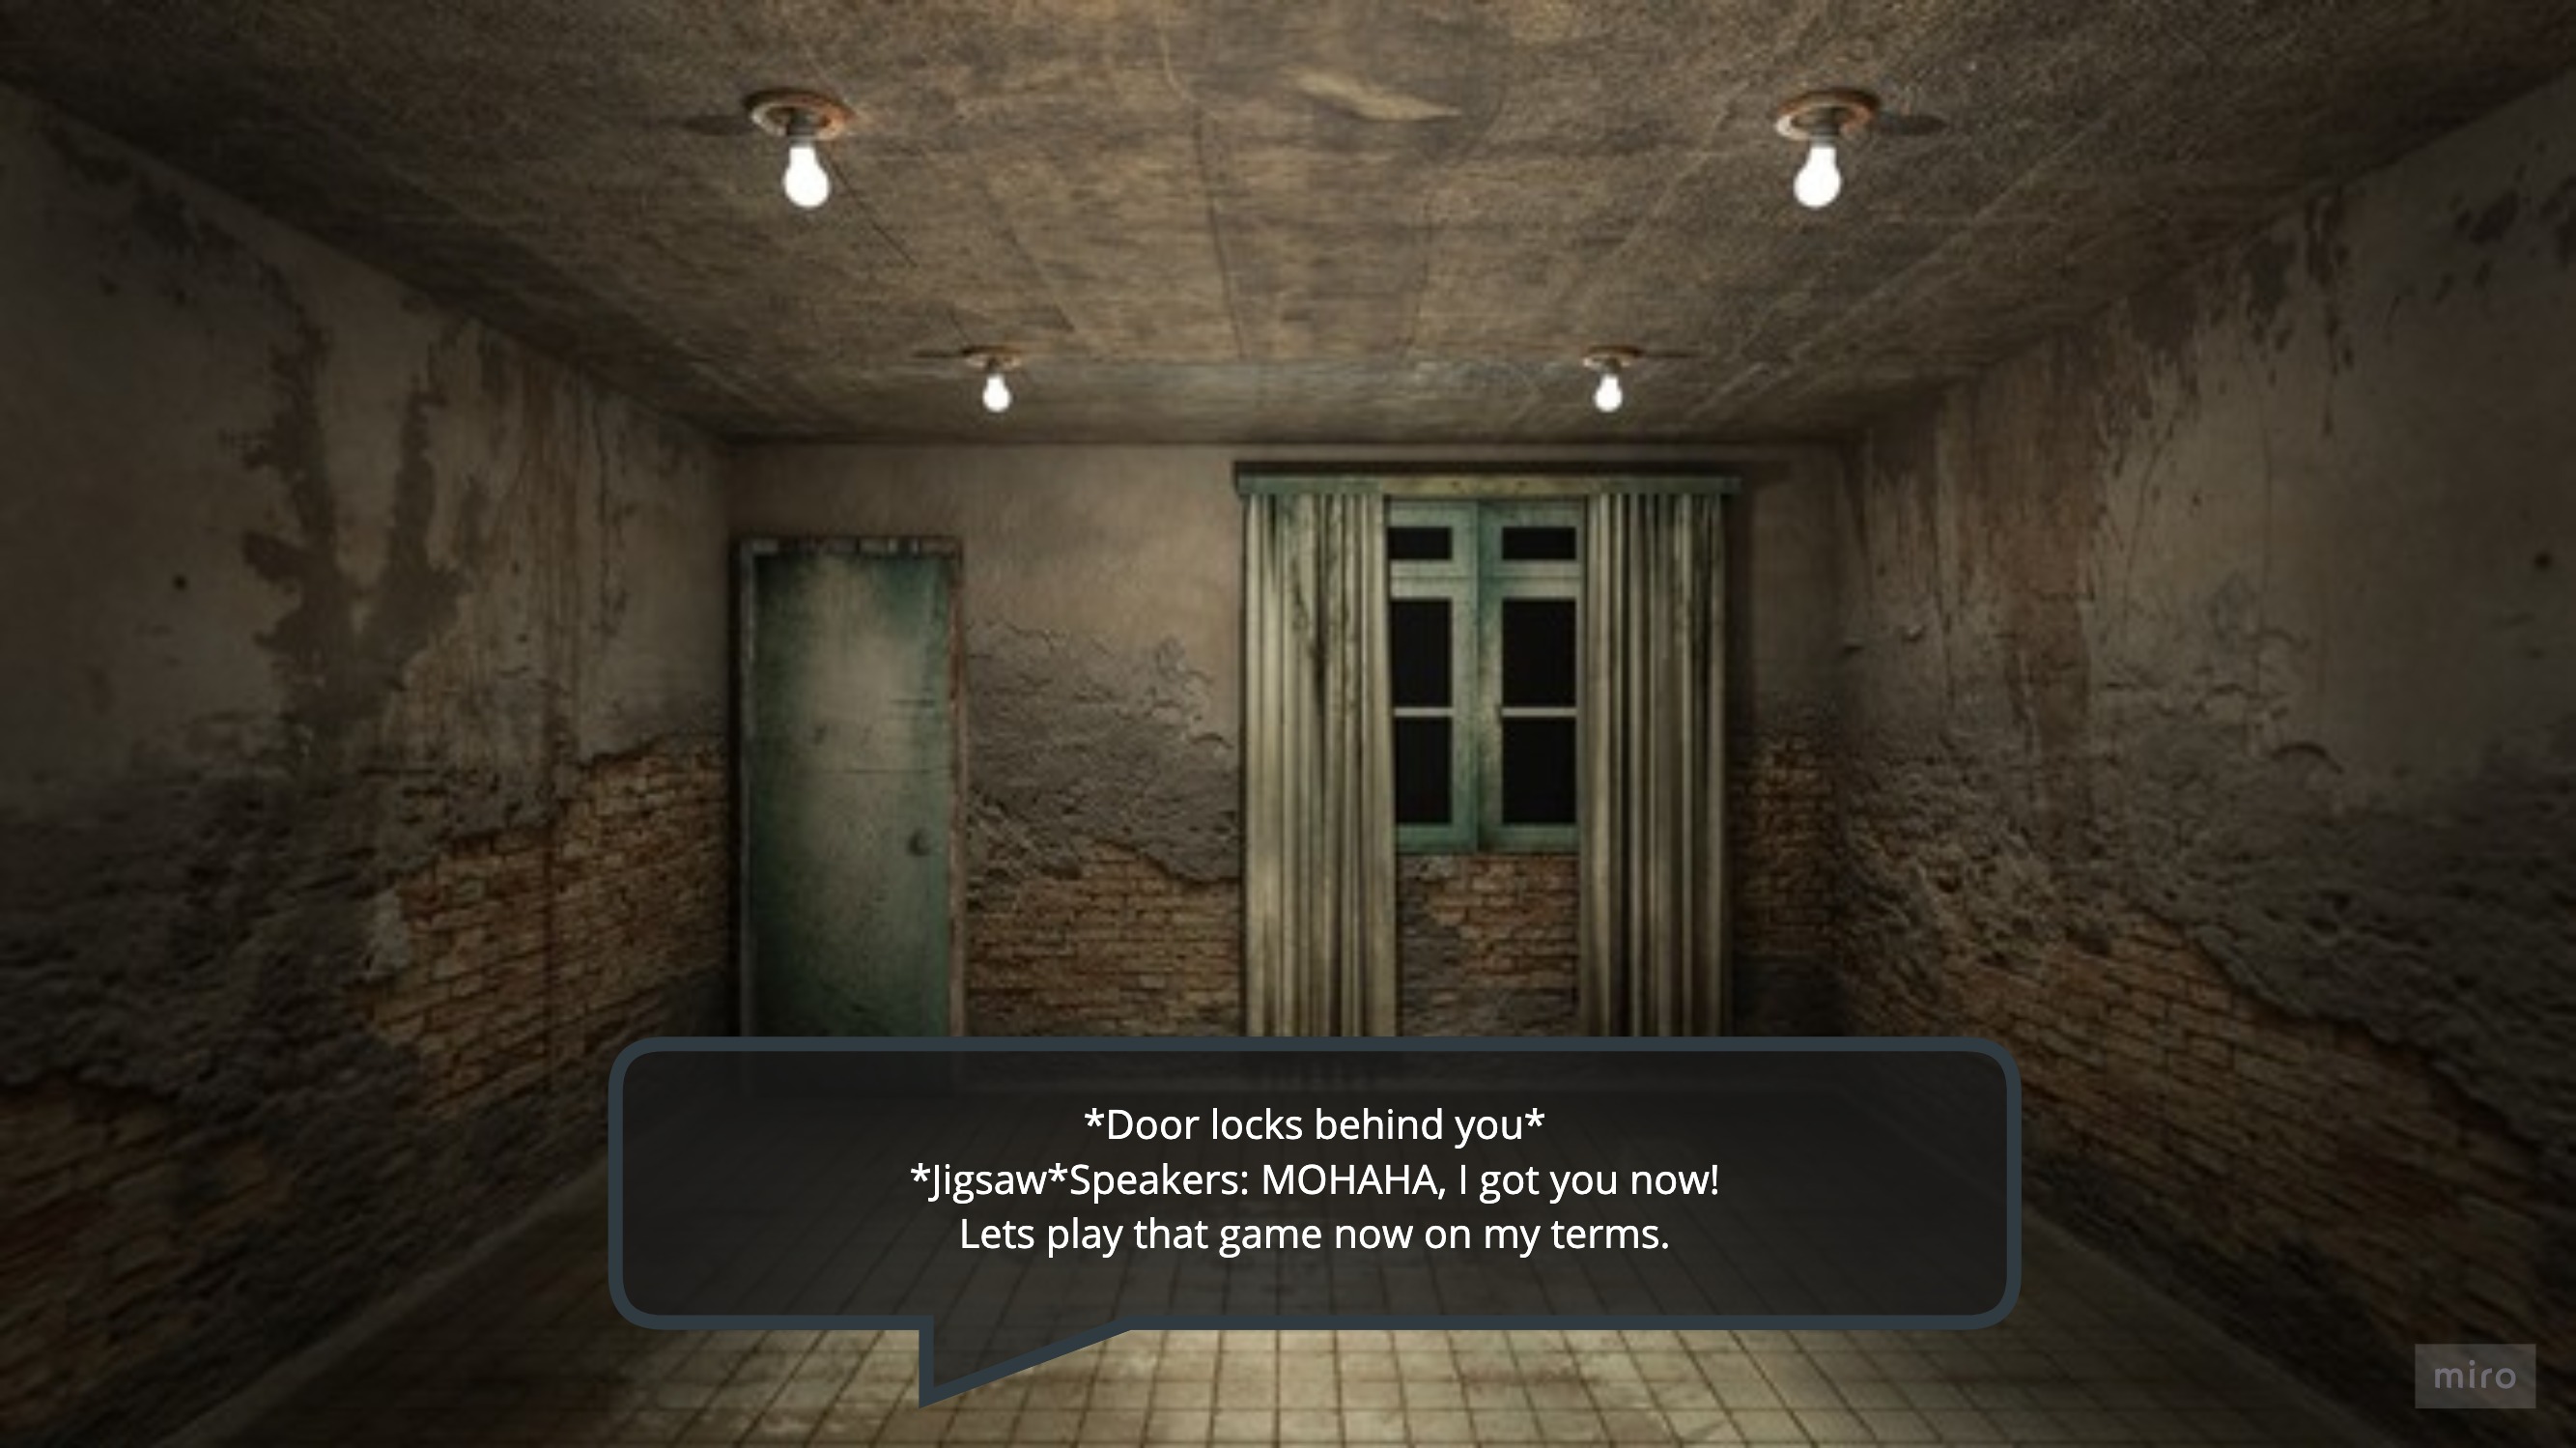 *Door locks behind you*
*Jigsaw*Speakers: MOHAHA, I got you now!
Lets play that game now on my terms.
miro